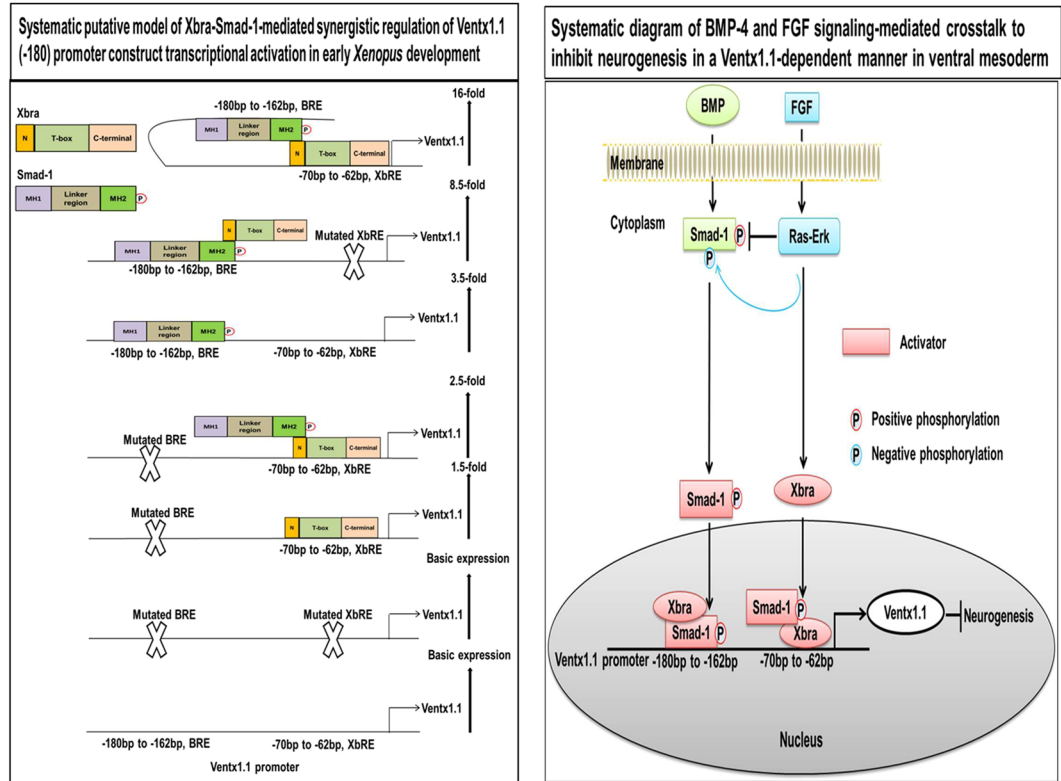 Systematic putative model of Xbra-Smad-1-mediated synergistic regulation of Ventx1.1
(-180) promoter construct transcriptional activation in early Xenopus development
16-fold
Xbra
N T-box C-terminal
-180bp to -162bp, BRE
MH1 Linker region MH2 P
N T-box C-terminal
Ventx1.1
-70bp to -62bp, XbRE
Smad-1
MH1 Linker region MH2 P
8.5-fold
N T-box C-terminal
Mutated XbRE
Ventx1.1
MH1 Linker region MH2 P
-180bp to -162bp, BRE
3.5-fold
Ventx1.1
MH1 Linker region MH2 P
-180bp to -162bp, BRE
-70bp to -62bp, XbRE
2.5-fold
MH1 Linker region MH2 P
Mutated BRE
N T-box C-terminal
Ventx1.1
-70bp to -62bp, XbRE
1.5-fold
Mutated BRE
N T-box C-terminal
Ventx1.1
-70bp to -62bp, XbRE
Basic expression
Mutated BRE
Mutated XbRE
Ventx1.1
Basic expression
Ventx1.1
-180bp to -162bp, BRE
-70bp to -62bp, XbRE
Ventx1.1 promoter
Systematic diagram of BMP-4 and FGF signaling-mediated crosstalk to
inhibit neurogenesis in a Ventx1.1-dependent manner in ventral mesoderm
BMP
FGF
Membrane
Cytoplasm
Smad-1 P
P
Ras-Erk
Activator
P Positive phosphorylation
P Negative phosphorylation
Smad-1 P
Xbra
Xbra
Smad-1 P
Smad-1 P
Xbra
Ventx1.1
Neurogenesis
Ventx1.1 promoter -180bp to -162bp -70bp to -62bp
Nucleus